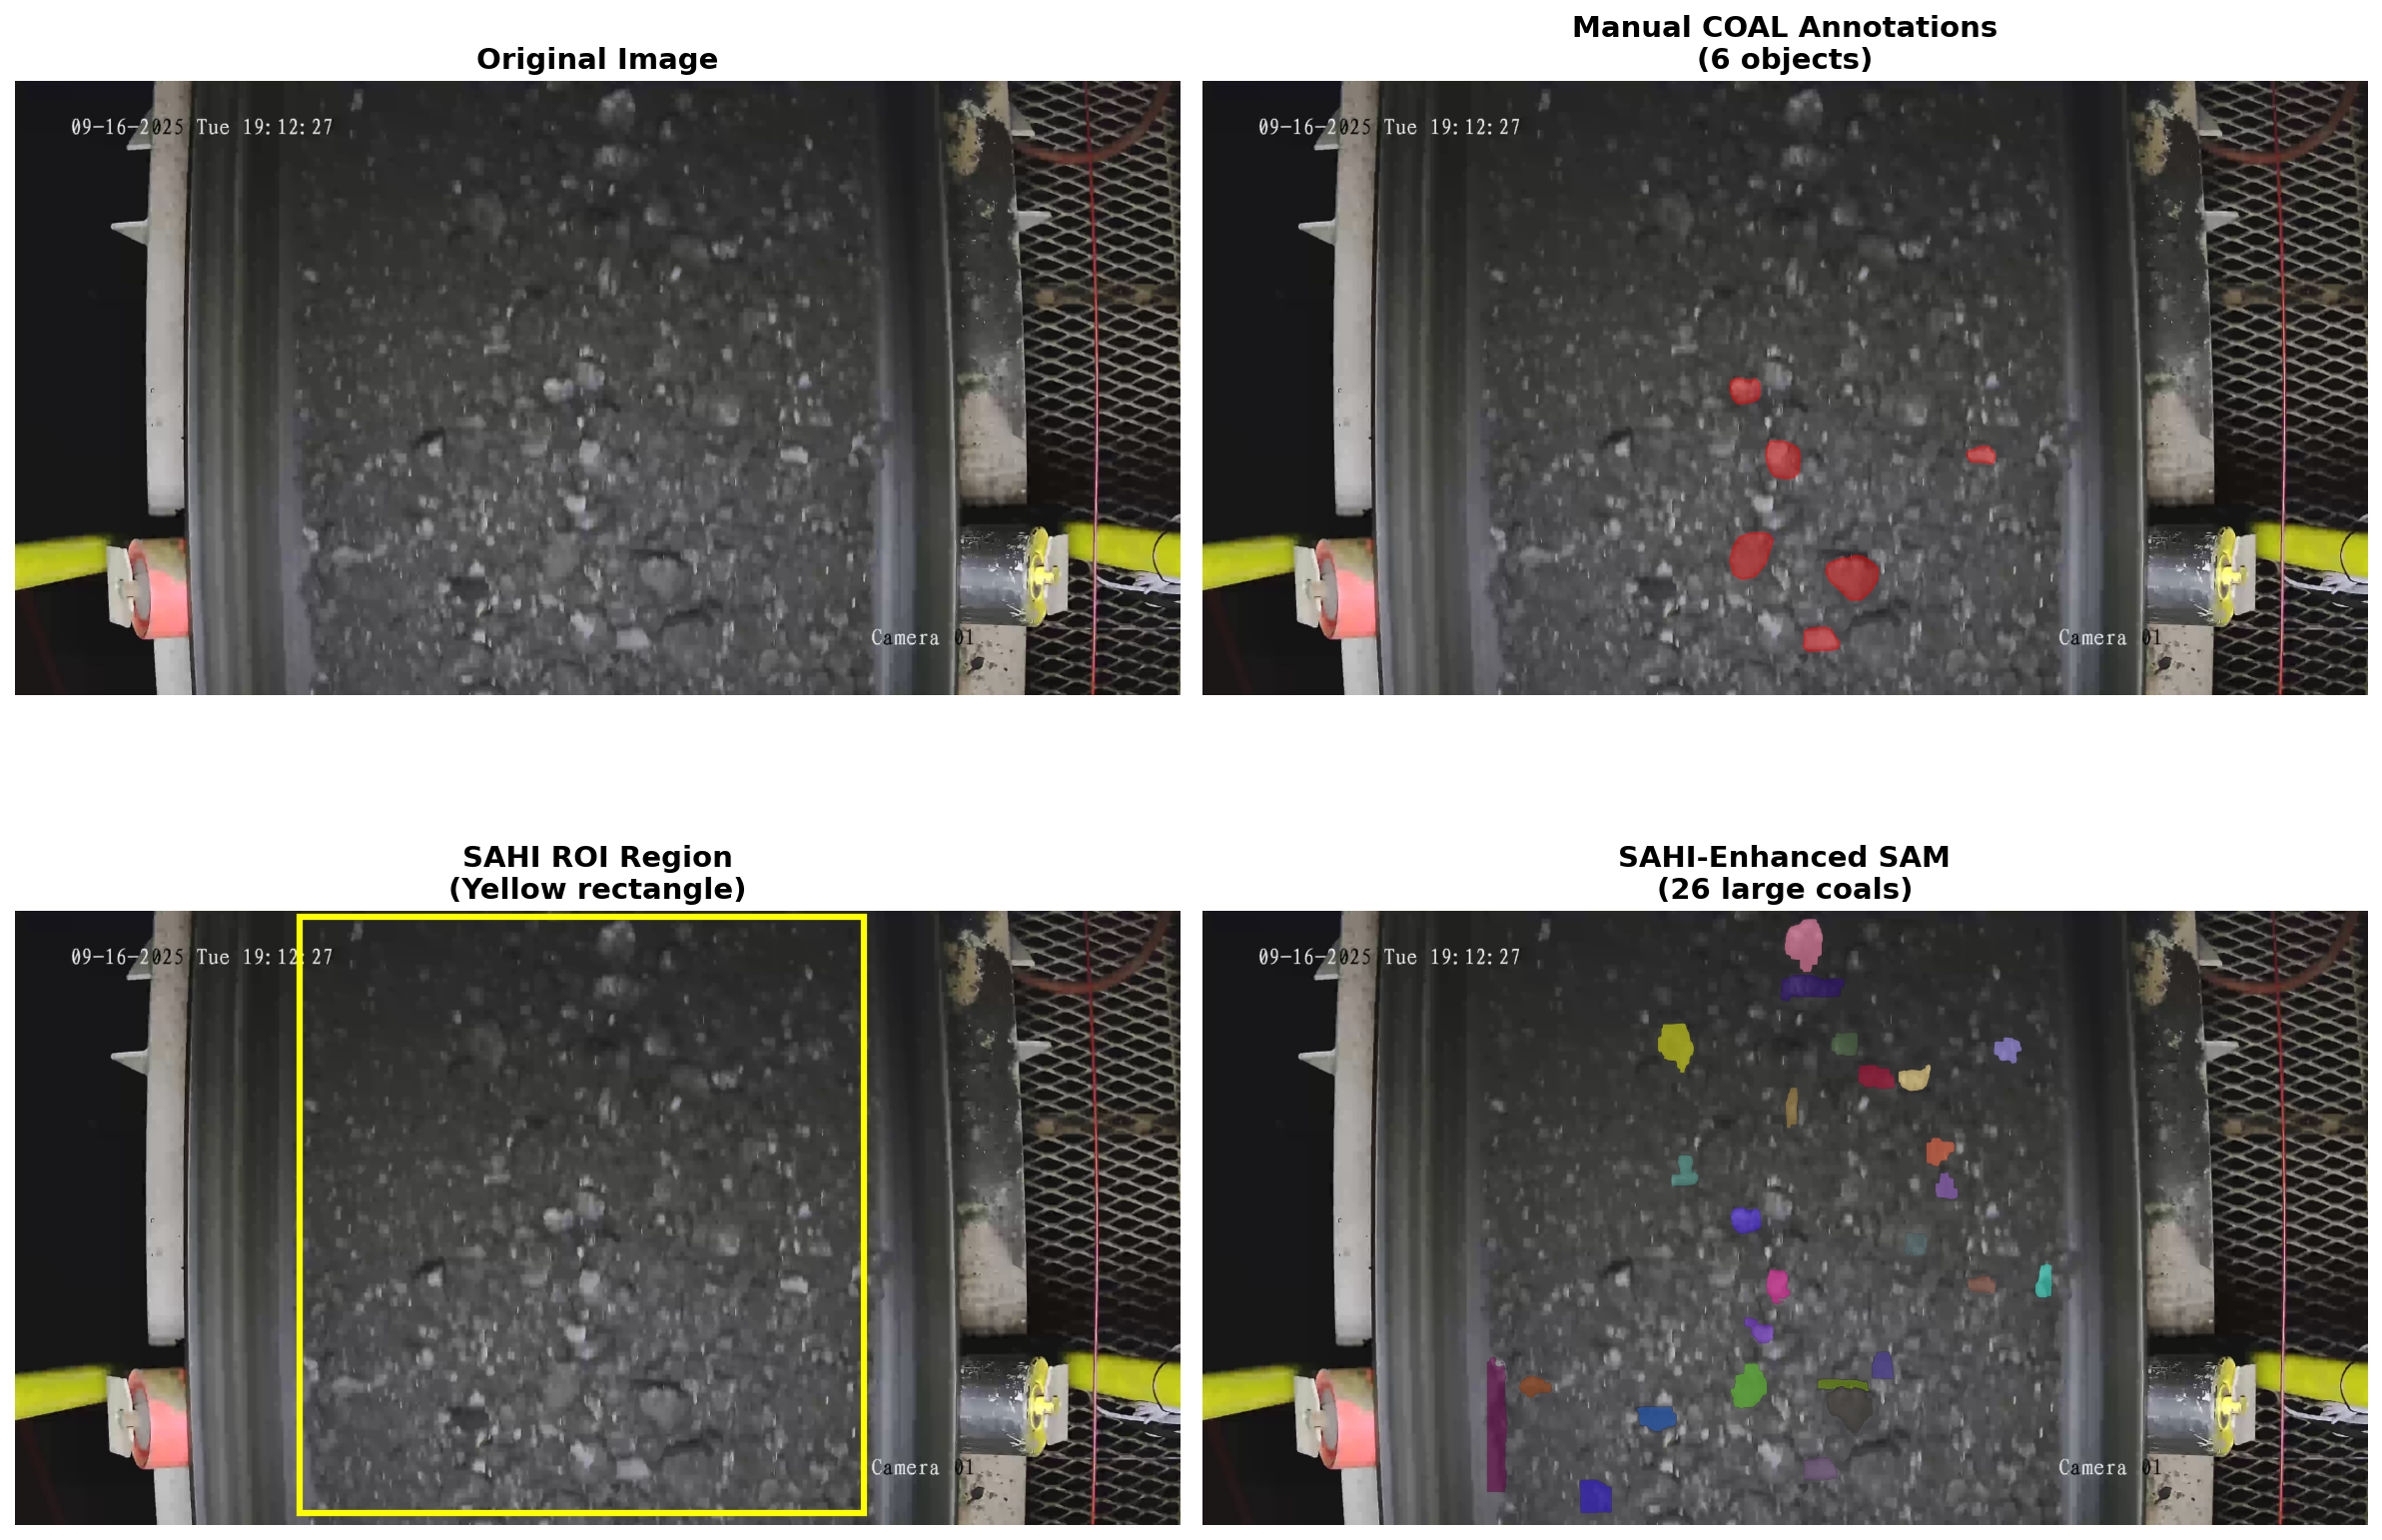 Original Image
09-16-2025 Tue 19:12:27
Camera 01
Manual COAL Annotations
(6 objects)
09-16-2025 Tue 19:12:27
Camera 01
SAHI ROI Region
(Yellow rectangle)
09-16-2025 Tue 19:12:27
Camera 01
SAHI-Enhanced SAM
(26 large coals)
09-16-2025 Tue 19:12:27
Camera 01